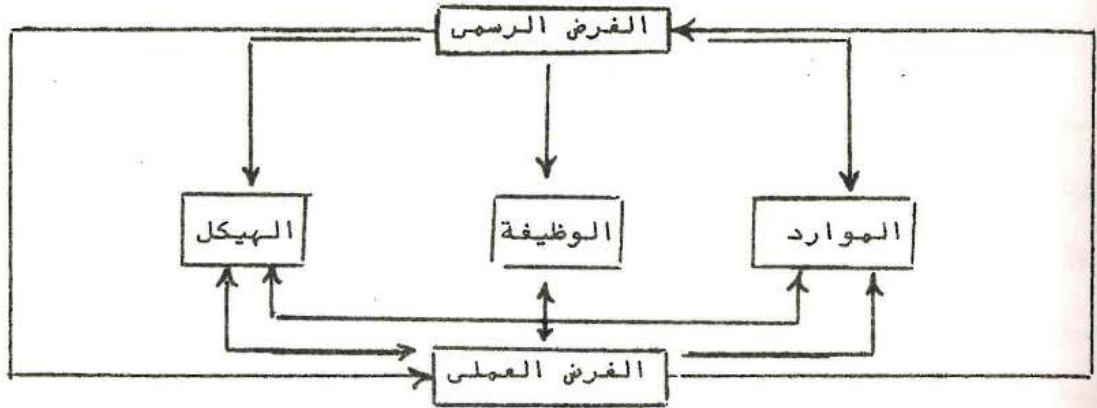 الغرض الرسمى
الموارد
الوظيفة
الهيكل
الغرض العملى